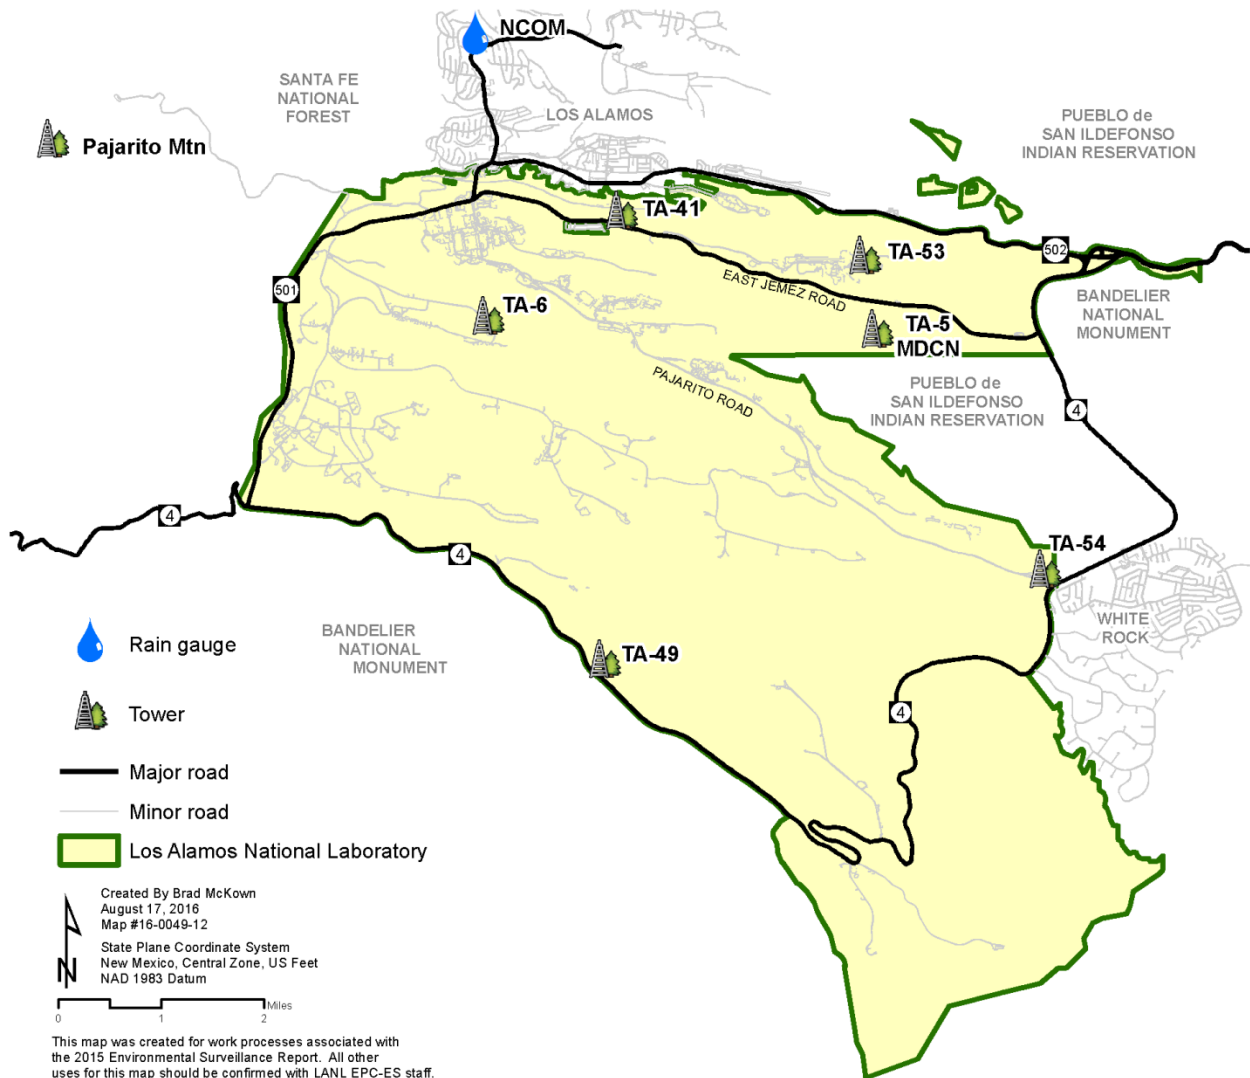 NCOM
SANTA FE
NATIONAL
FOREST
LOS ALAMOS
PUEBLO de
SAN ILDEFONSO
INDIAN RESERVATION
Pajarito Mtn
TA-41
TA-53
502
EAST JEMEZ ROAD
501
TA-6
TA-5
MDCN
BANDELIER
NATIONAL
MONUMENT
PAJARITO ROAD
PUEBLO de
SAN ILDEFONSO
INDIAN RESERVATION
4
4
4
TA-54
WHITE
ROCK
BANDELIER
NATIONAL
MONUMENT
TA-49
4
Rain gauge
Tower
Major road
Minor road
Los Alamos National Laboratory
Created By Brad McKown
August 17, 2016
Map #16-0049-12
State Plane Coordinate System
New Mexico, Central Zone, US Feet
NAD 1983 Datum
N
Miles
0 1 2
This map was created for work processes associated with
the 2015 Environmental Surveillance Report. All other
uses for this map should be confirmed with LANL EPC-ES staff.